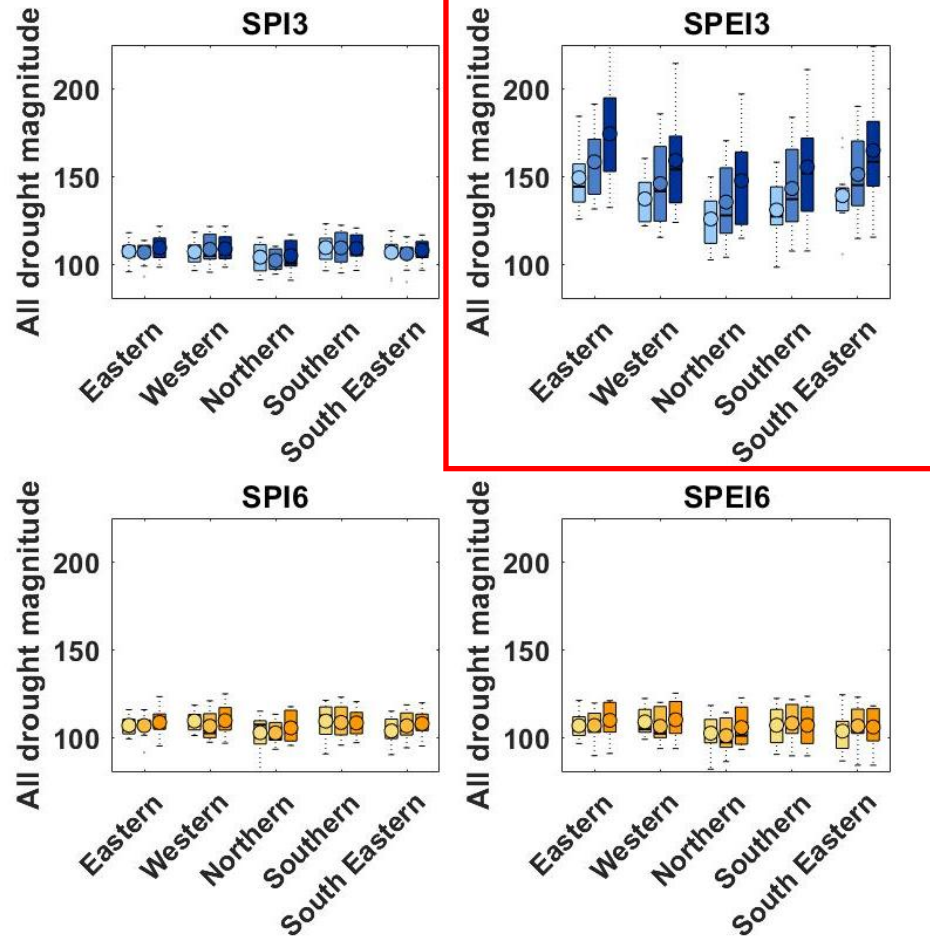 SPI3
All drought magnitude
200
150
100
Eastern
Western
Northern
Southern
South Eastern
SPEI3
All drought magnitude
200
150
100
Eastern
Western
Northern
Southern
South Eastern
SPI6
All drought magnitude
200
150
100
Eastern
Western
Northern
Southern
South Eastern
SPEI6
All drought magnitude
200
150
100
Eastern
Western
Northern
Southern
South Eastern